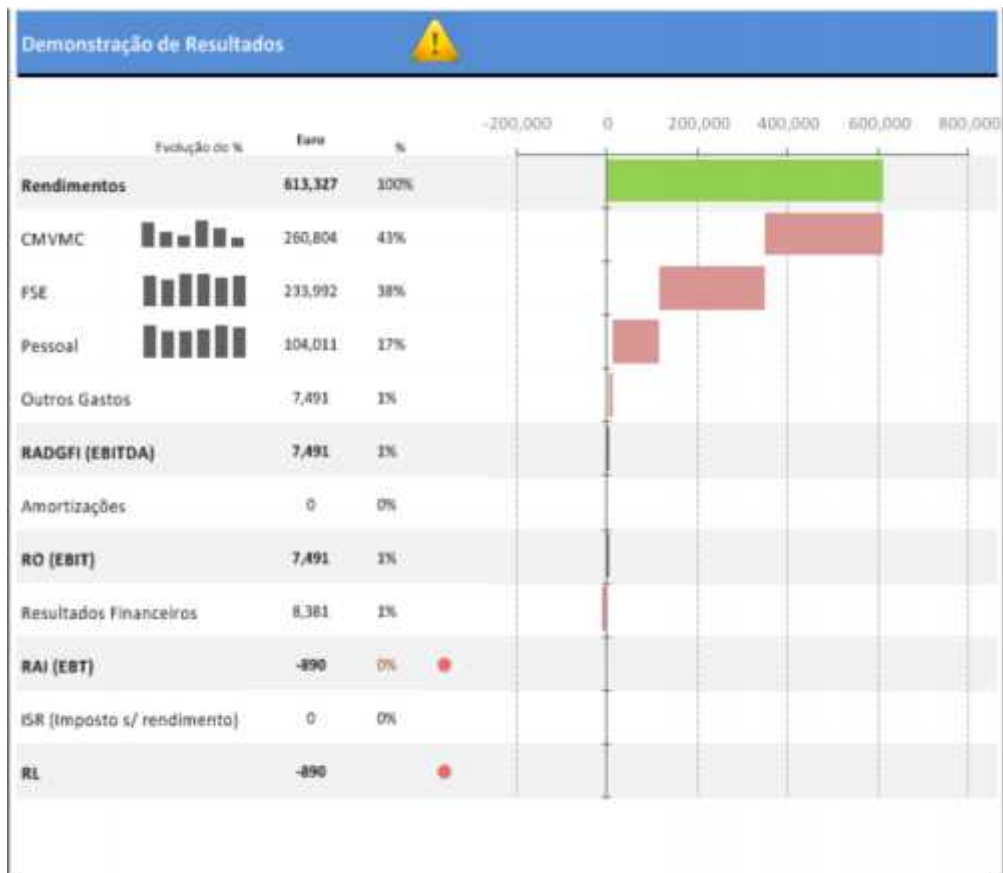 Demonstração de Resultados
-200,000 0 200,000 400,000 600,000 800,000
Evolução do % Euro %
Rendimentos 613,327 100%
CMVMC 260,804 43%
FSE 233,992 38%
Pessoal 104,011 17%
Outros Gastos 7,491 1%
RADGFI (EBITDA) 7,491 1%
Amortizações 0 0%
RO (EBIT) 7,491 1%
Resultados Financeiros 8,381 1%
RAI (EBT) -890 0%
ISR (Imposto s/ rendimento) 0 0%
RL -890